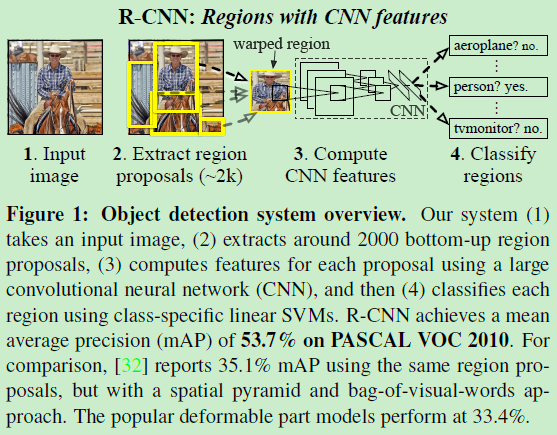 R-CNN: Regions with CNN features
warped region
aeroplane? no.
person? yes.
tvmonitor? no.
CNN
1. Input image
2. Extract region proposals (~2k)
3. Compute CNN features
4. Classify regions
Figure 1: Object detection system overview. Our system (1)
takes an input image, (2) extracts around 2000 bottom-up region
proposals, (3) computes features for each proposal using a large
convolutional neural network (CNN), and then (4) classifies each
region using class-specific linear SVMs. R-CNN achieves a mean
average precision (mAP) of 53.7% on PASCAL VOC 2010. For
comparison, [32] reports 35.1% mAP using the same region pro-
posals, but with a spatial pyramid and bag-of-visual-words ap-
proach. The popular deformable part models perform at 33.4%.